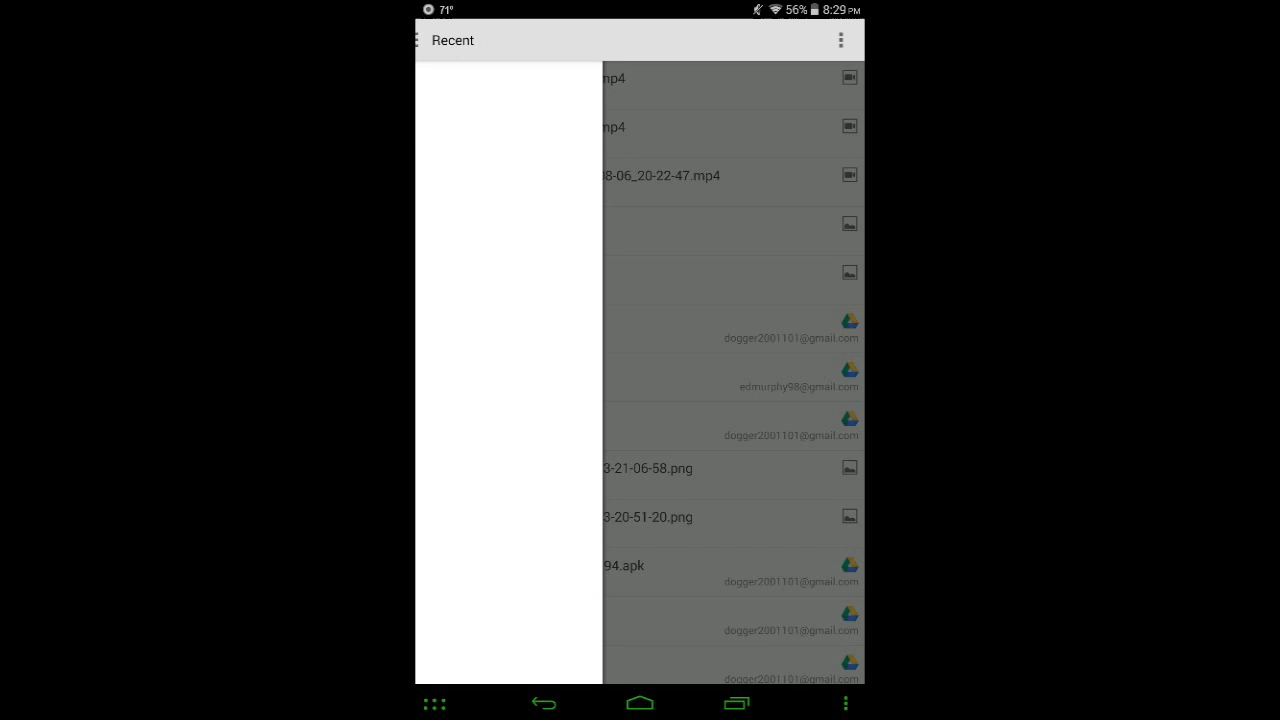 71°
56% 8:29 PM
Recent
mp4
mp4
08-06_20-22-47.mp4
dogger2001101@gmail.com
edmurphy98@gmail.com
dogger2001101@gmail.com
3-21-06-58.png
3-20-51-20.png
94.apk
dogger2001101@gmail.com
dogger2001101@gmail.com
dogger2001101@gmail.com